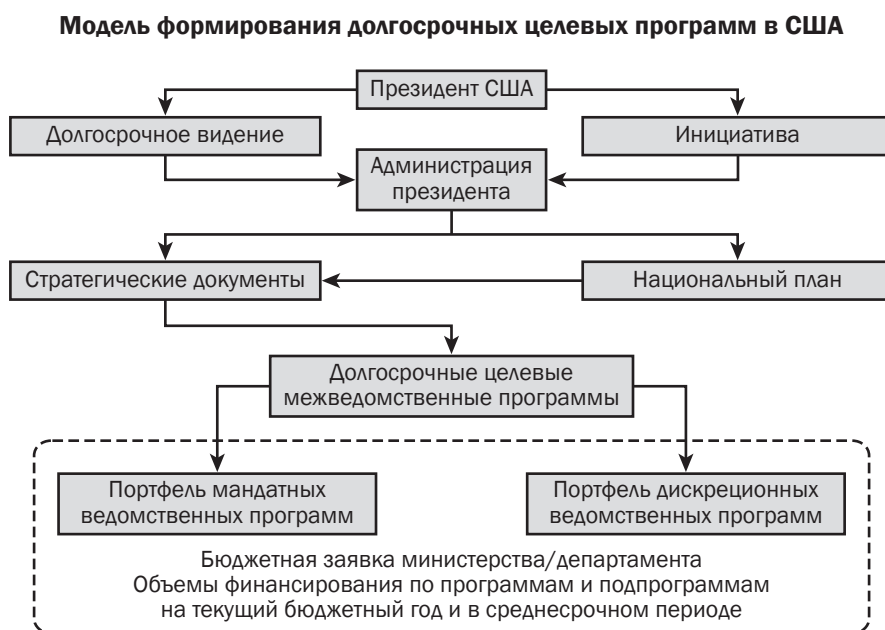 Модель формирования долгосрочных целевых программ в США
Президент США
Долгосрочное видение
Инициатива
Администрация
президента
Стратегические документы
Национальный план
Долгосрочные целевые
межведомственные программы
Портфель мандатных
ведомственных программ
Портфель дискреционных
ведомственных программ
Бюджетная заявка министерства/департамента
Объемы финансирования по программам и подпрограммам
на текущий бюджетный год и в среднесрочном периоде